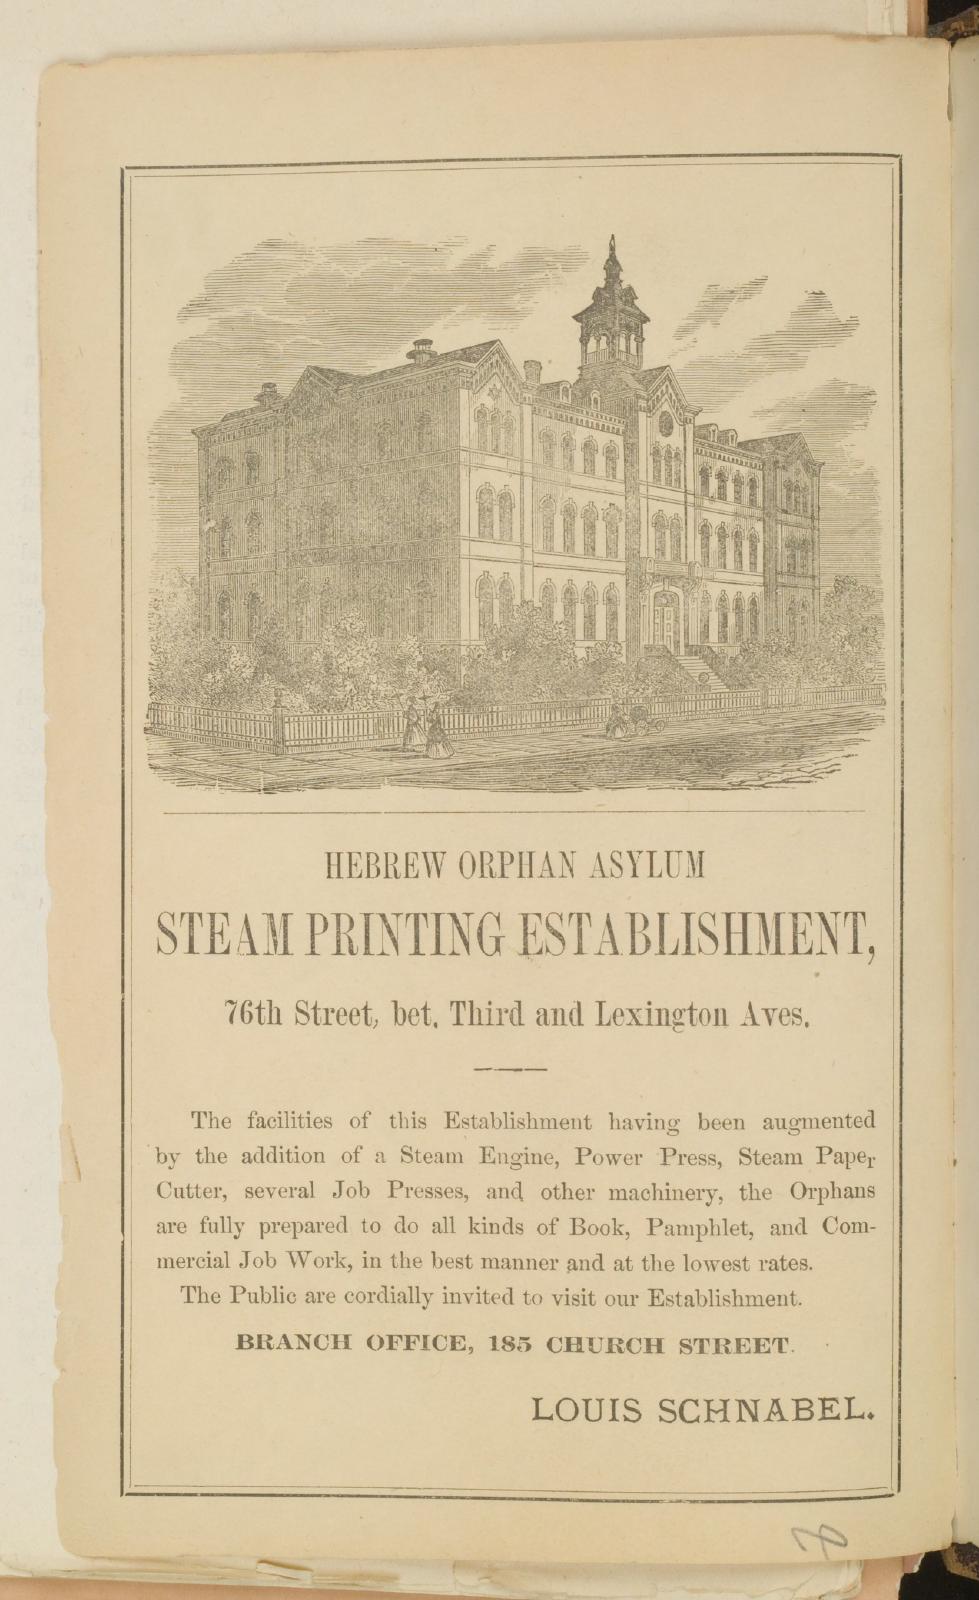 HEBREW ORPHAN ASYLUM
STEAM PRINTING ESTABLISHMENT,
76th Street, bet. Third and Lexington Aves.
The facilities of this Establishment having been augmented
by the addition of a Steam Engine, Power Press, Steam Paper
Cutter, several Job Presses, and other machinery, the Orphans
are fully prepared to do all kinds of Book, Pamphlet, and Com-
mercial Job Work, in the best manner and at the lowest rates.
The Public are cordially invited to visit our Establishment.
BRANCH OFFICE, 185 CHURCH STREET.
LOUIS SCHNABEL.